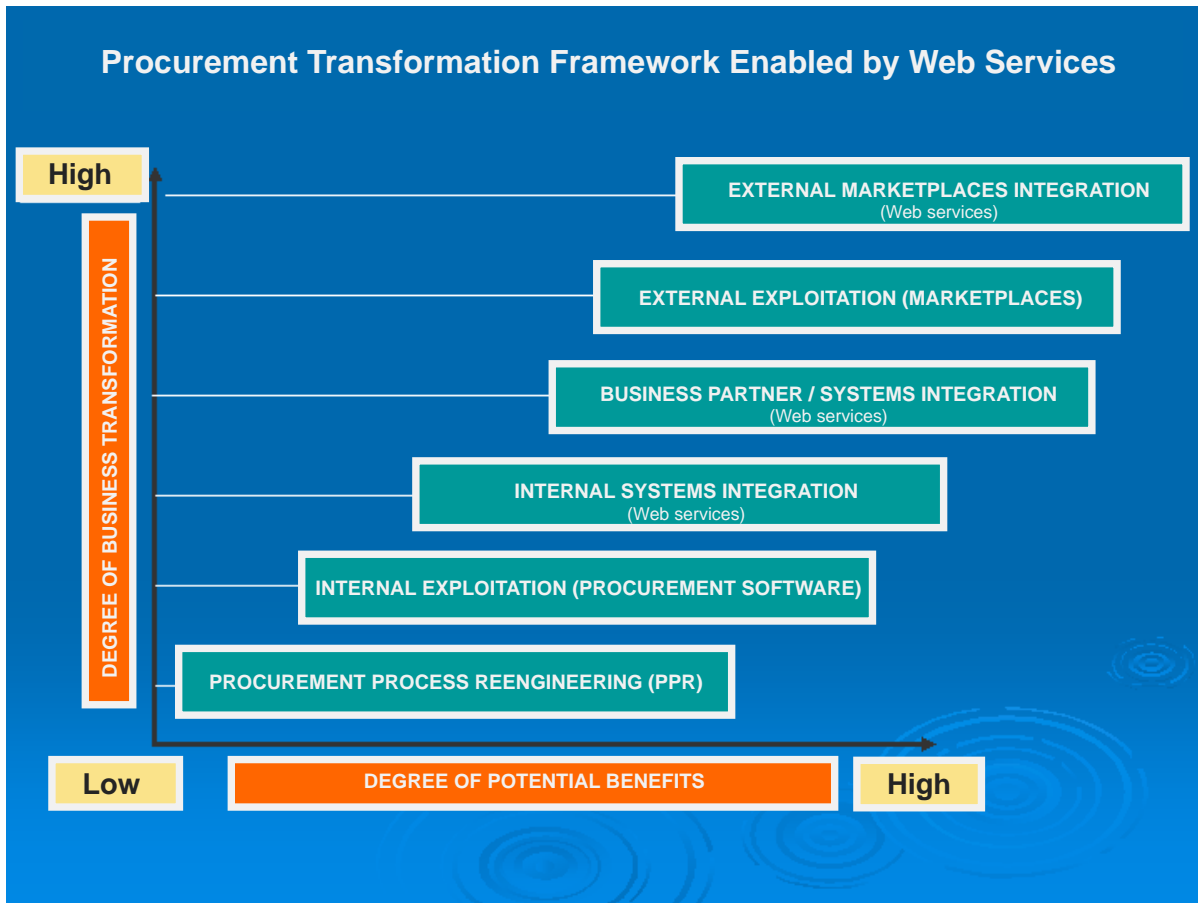 Procurement Transformation Framework Enabled by Web Services
High
EXTERNAL MARKETPLACES INTEGRATION
(Web services)
EXTERNAL EXPLOITATION (MARKETPLACES)
BUSINESS PARTNER / SYSTEMS INTEGRATION
(Web services)
INTERNAL SYSTEMS INTEGRATION
(Web services)
INTERNAL EXPLOITATION (PROCUREMENT SOFTWARE)
PROCUREMENT PROCESS REENGINEERING (PPR)
DEGREE OF BUSINESS TRANSFORMATION
Low
DEGREE OF POTENTIAL BENEFITS
High